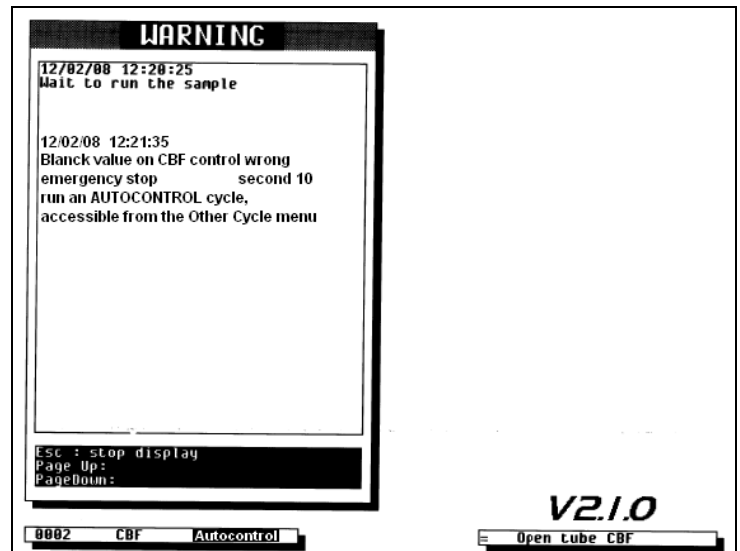 WARNING
12/02/08 12:20:25
Wait to run the sample
12/02/08 12:21:35
Blanck value on CBF control wrong
emergency stop second 10
run an AUTOCONTROL cycle,
accessible from the Other Cycle menu
Esc : stop display
Page Up:
PageDown:
V2.1.0
0002 CBF Autocontrol
= Open tube CBF